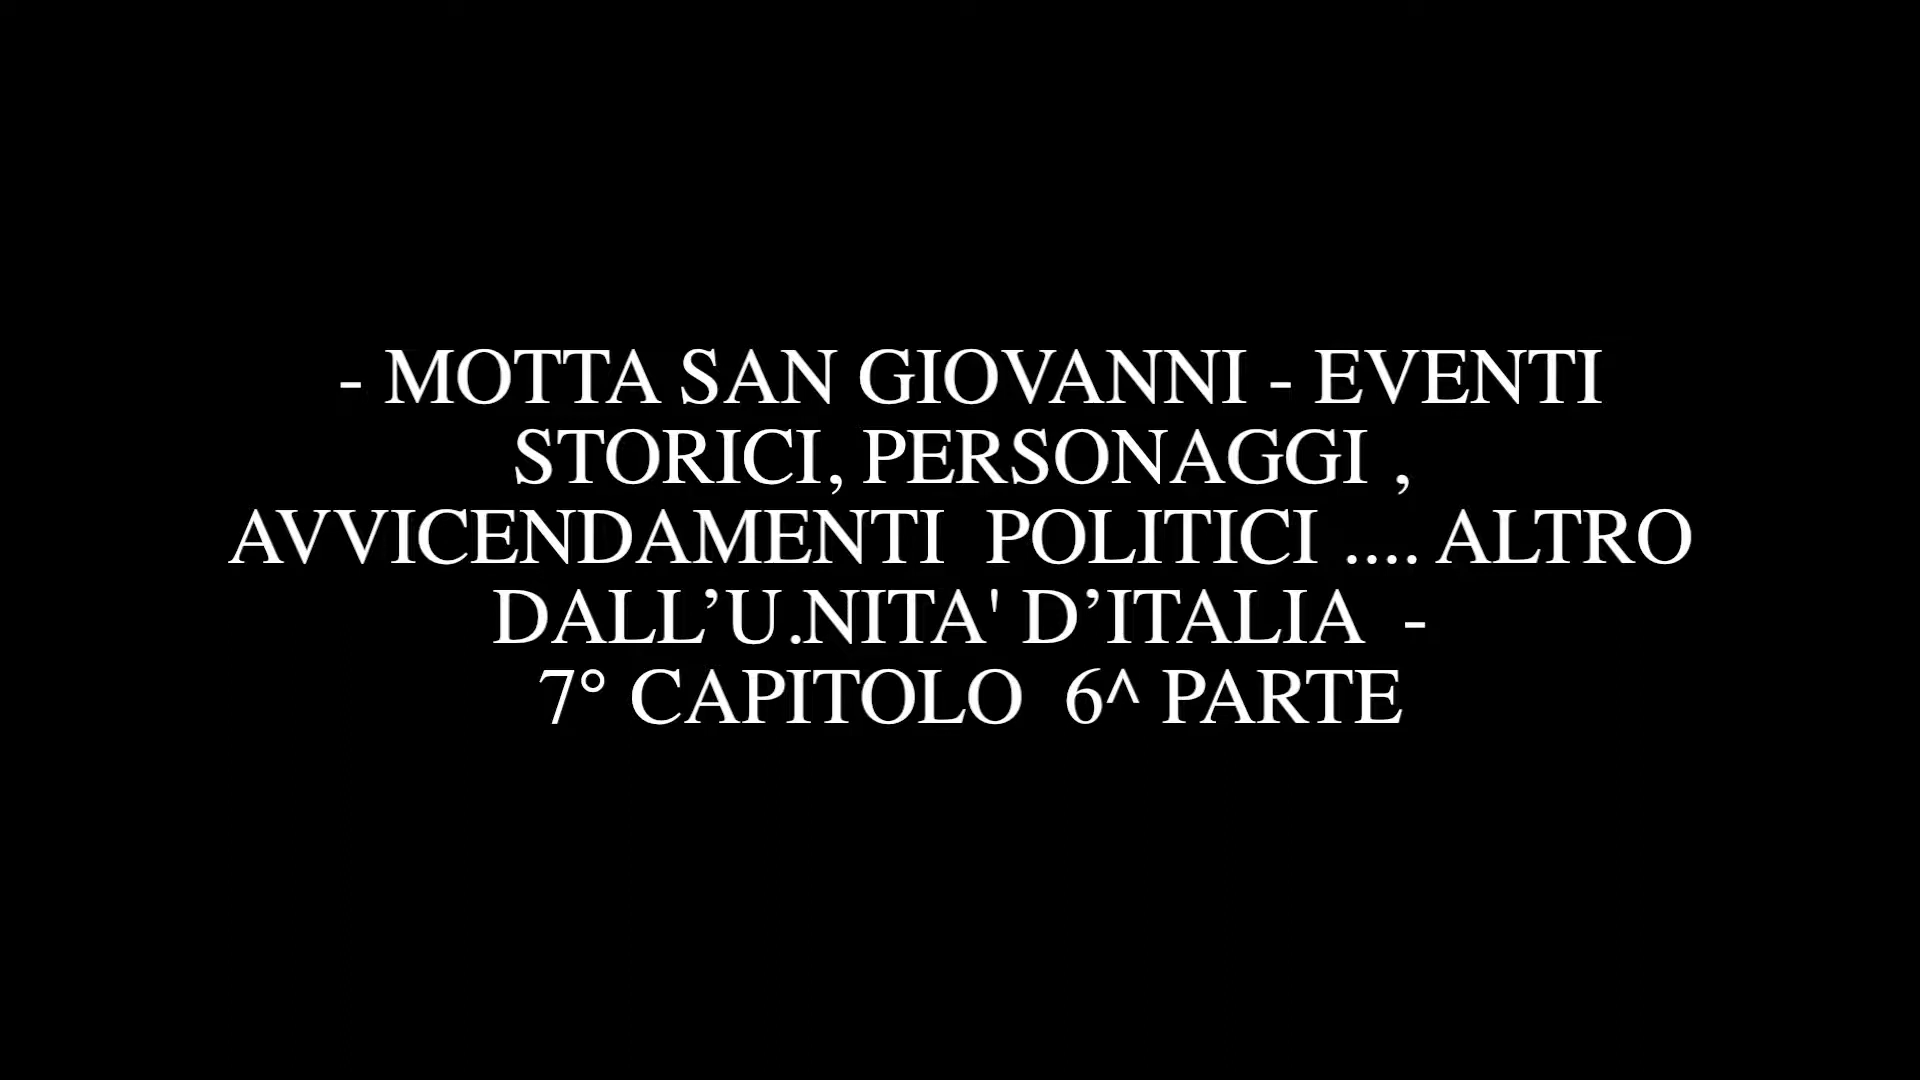 - MOTTA SAN GIOVANNI - EVENTI
STORICI, PERSONAGGI ,
AVVICENDAMENTI  POLITICI .... ALTRO
DALL’U.NITA' D’ITALIA  -
7° CAPITOLO  6^ PARTE